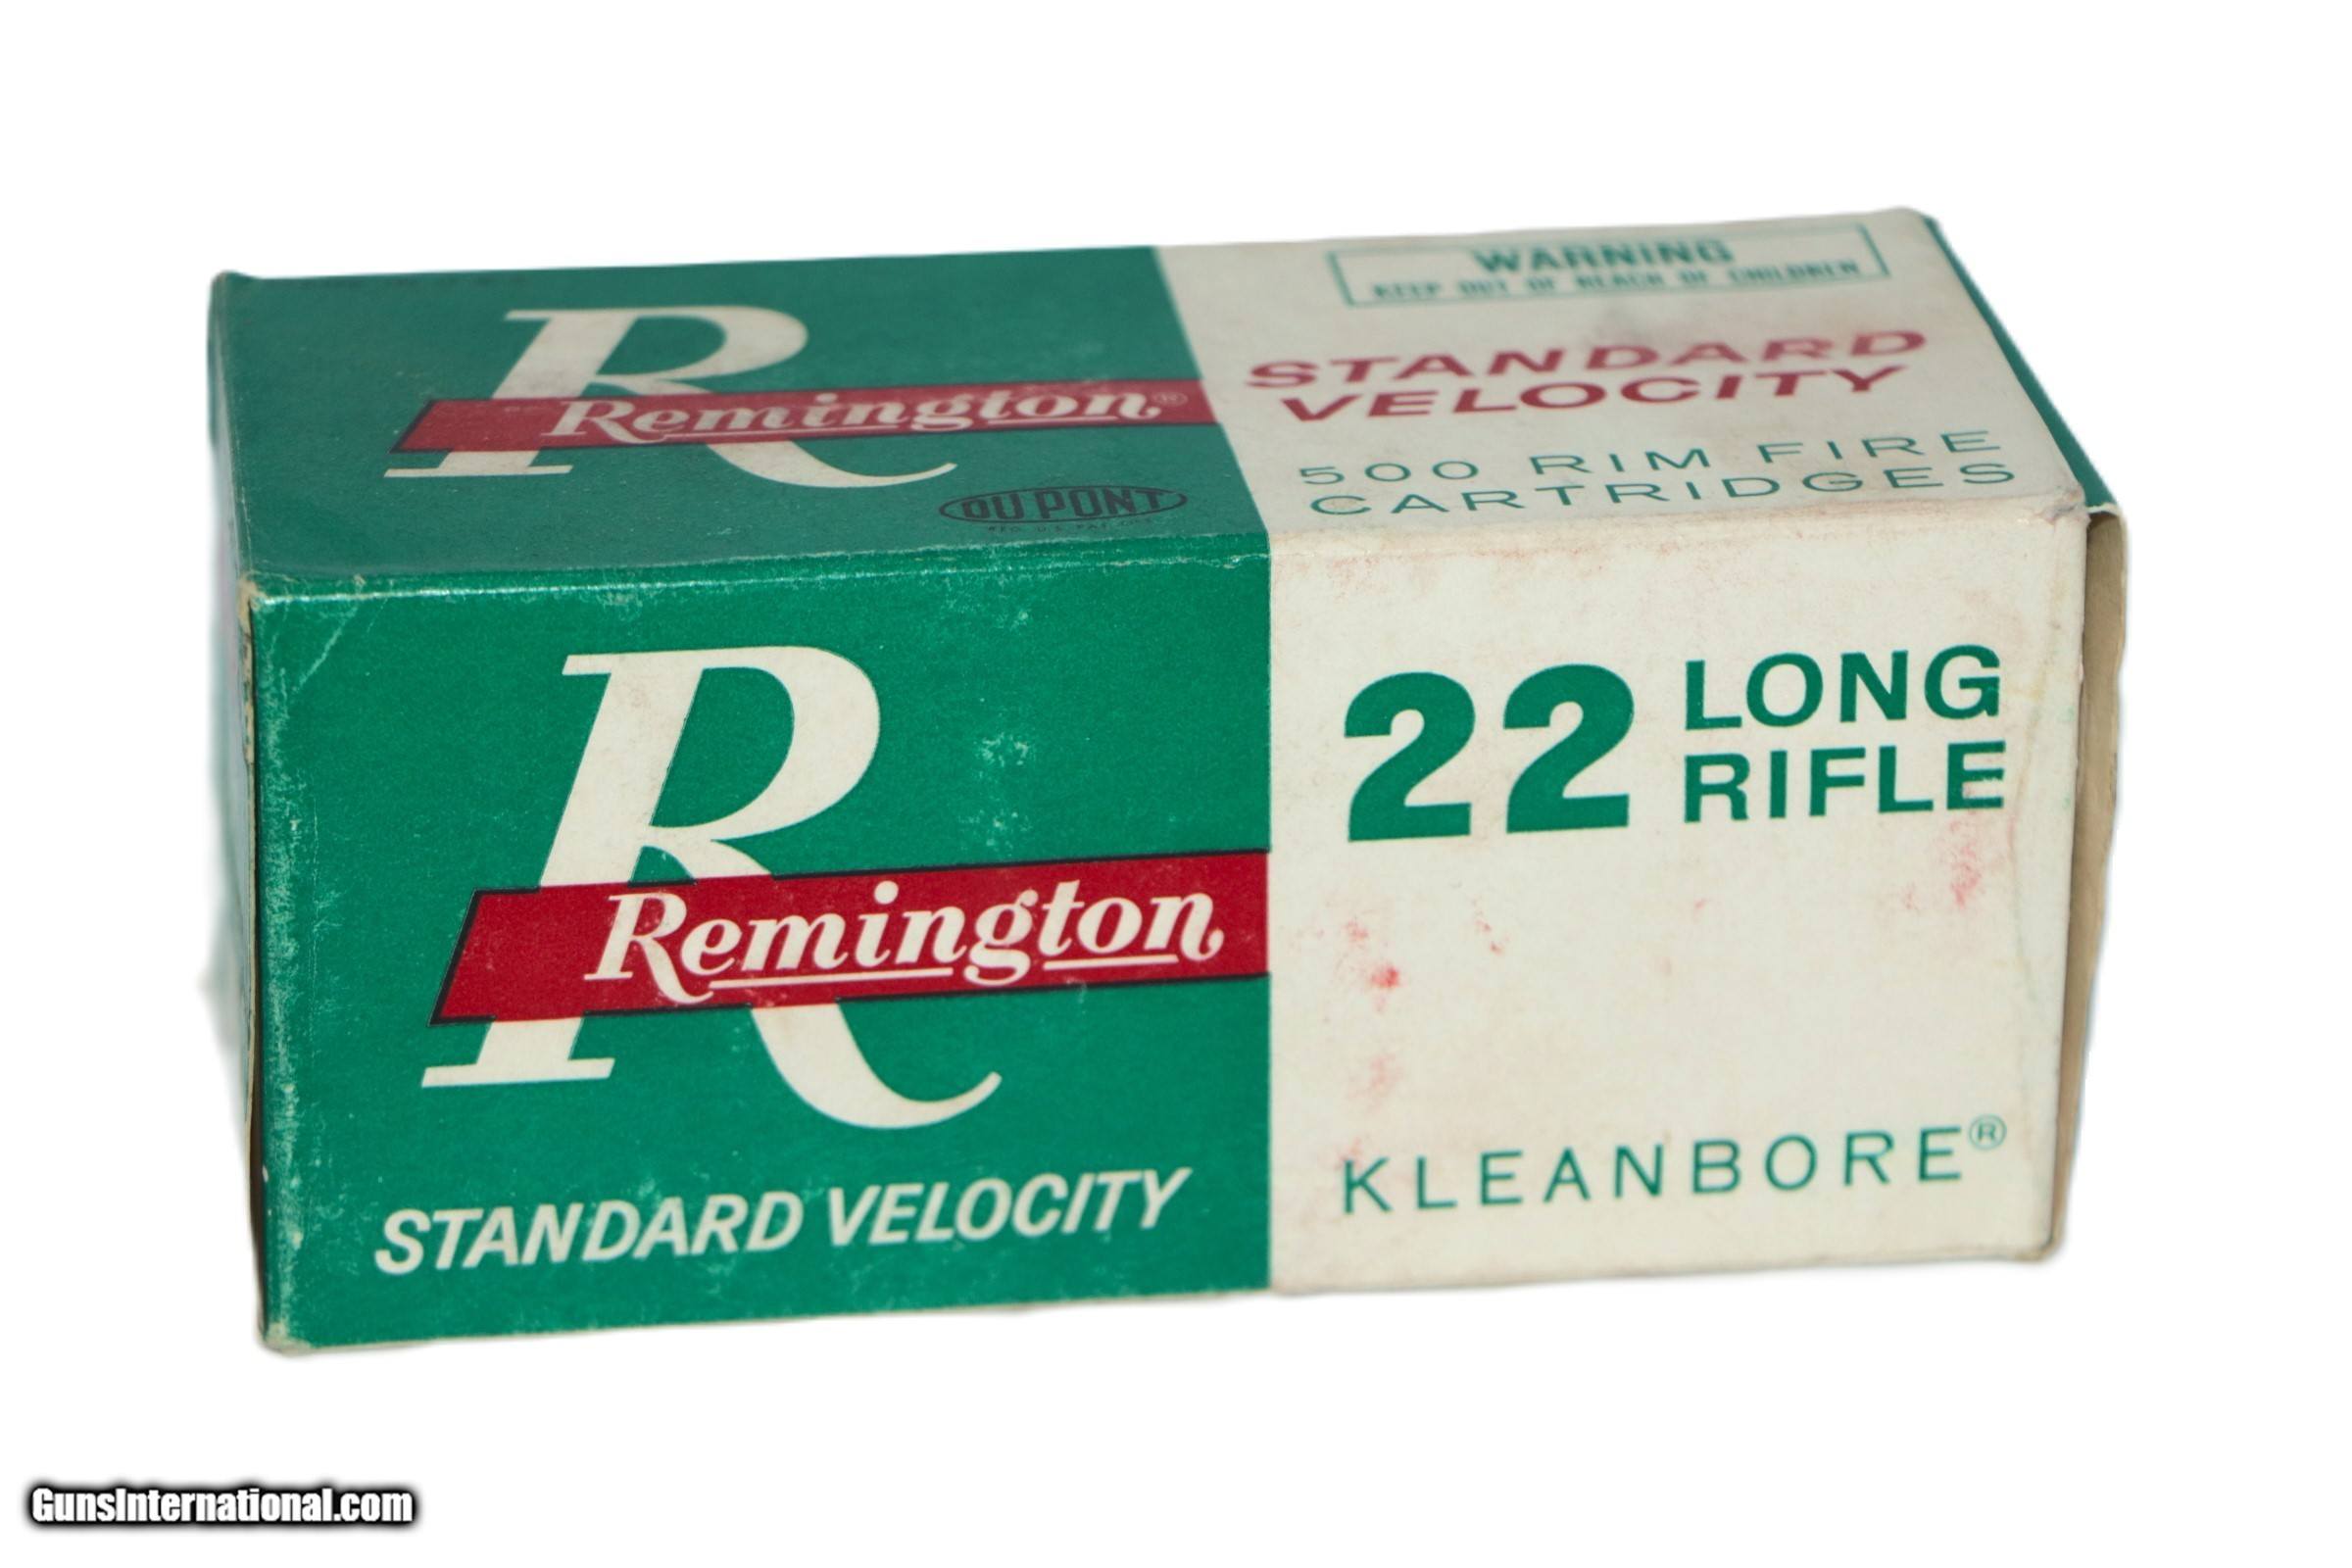 WARNING
KEEP OUT OF REACH OF CHILDREN
R
Remington®
DU PONT
STANDARD
VELOCITY
500 RIM FIRE
CARTRIDGES
R
Remington
STANDARD VELOCITY
22 LONG
RIFLE
KLEANBORE®
GunsInternational.com